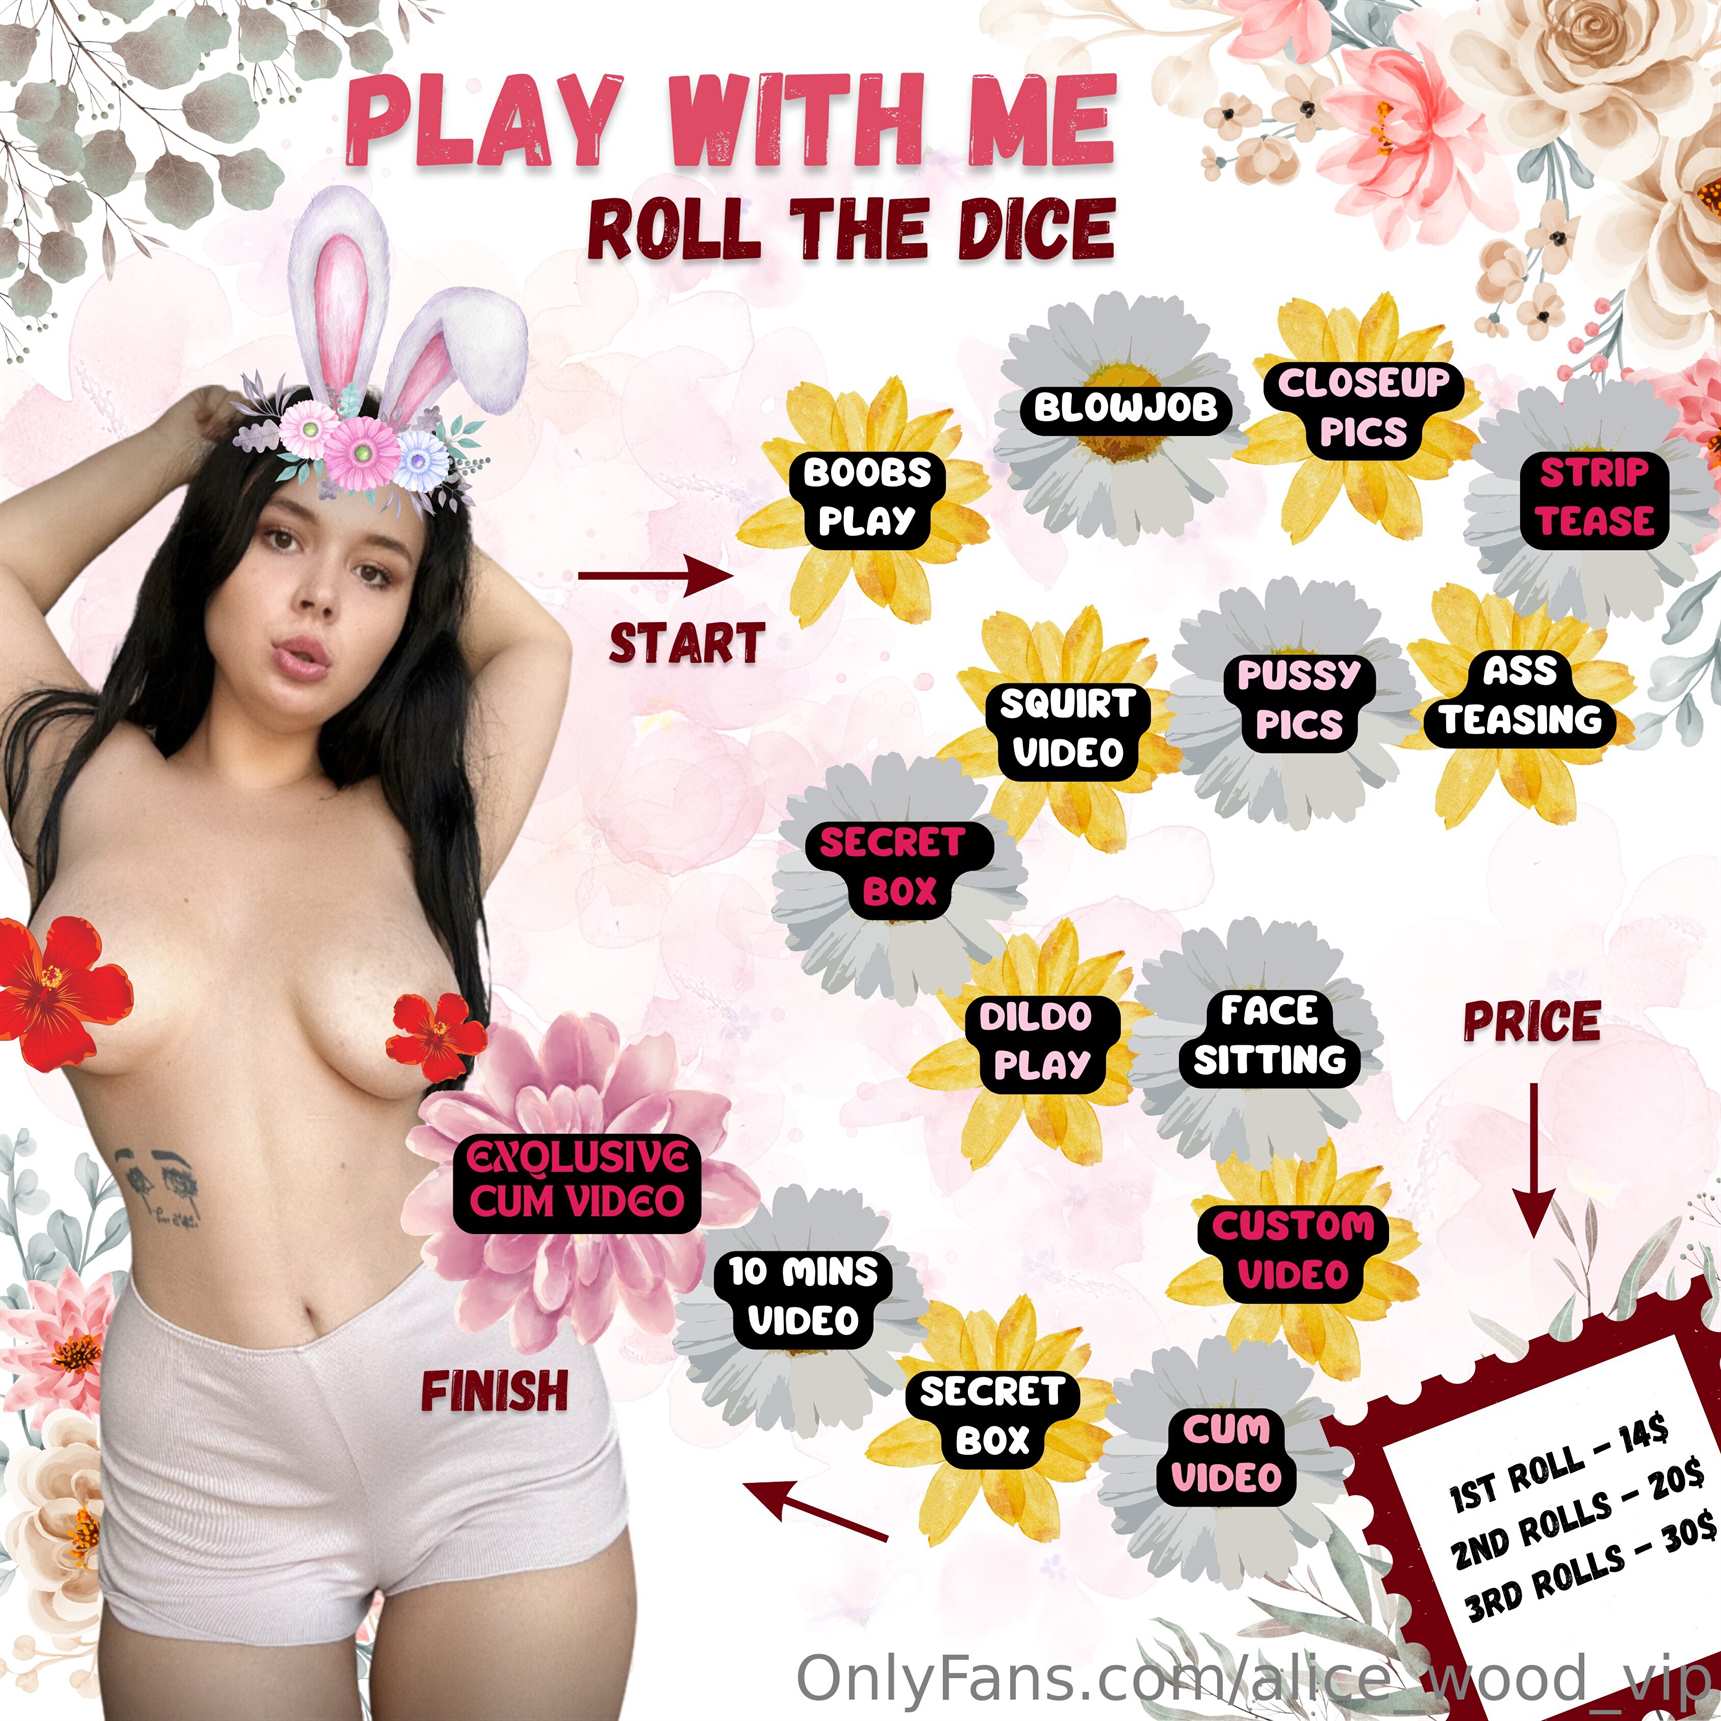 PLAY WITH ME
ROLL THE DICE
START
BOOBS
PLAY
BLOWJOB
CLOSEUP
PICS
STRIP
TEASE
ASS
TEASING
PUSSY
PICS
SQUIRT
VIDEO
SECRET
BOX
DILDO
PLAY
FACE
SITTING
CUSTOM
VIDEO
CUM
VIDEO
SECRET
BOX
10 MINS
VIDEO
EXQLUSIVE
CUM VIDEO
FINISH
PRICE
1ST ROLL - 14$
2ND ROLLS - 20$
3RD ROLLS - 30$
OnlyFans.com/alice_wood_vip